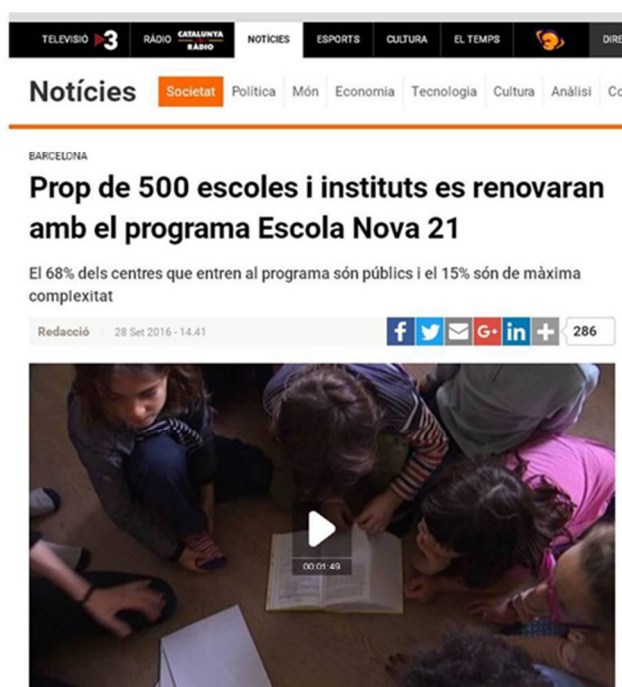 TELEVISIÓ 3 RÀDIO CATALUNYA RÀDIO NOTÍCIES ESPORTS CULTURA EL TEMPS
Notícies Societat Política Món Economia Tecnologia Cultura Anàlisi
BARCELONA
Prop de 500 escoles i instituts es renovaran
amb el programa Escola Nova 21
El 68% dels centres que entren al programa són públics i el 15% són de màxima
complexitat
Redacció 28 Set 2016 - 14.41 f G+ in + 286
00:01:49